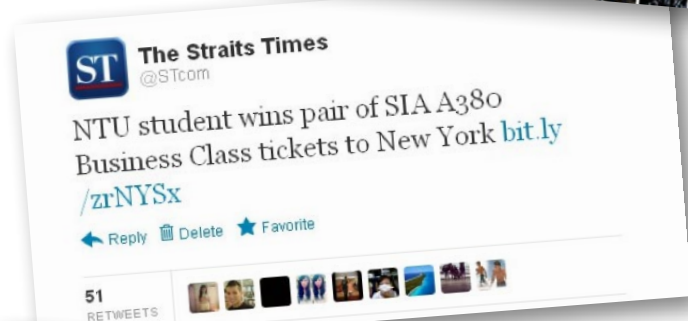 ST
The Straits Times
@STcom
NTU student wins pair of SIA A380
Business Class tickets to New York bit.ly
/zrNYSx
Reply Delete Favorite
51
RETWEETS